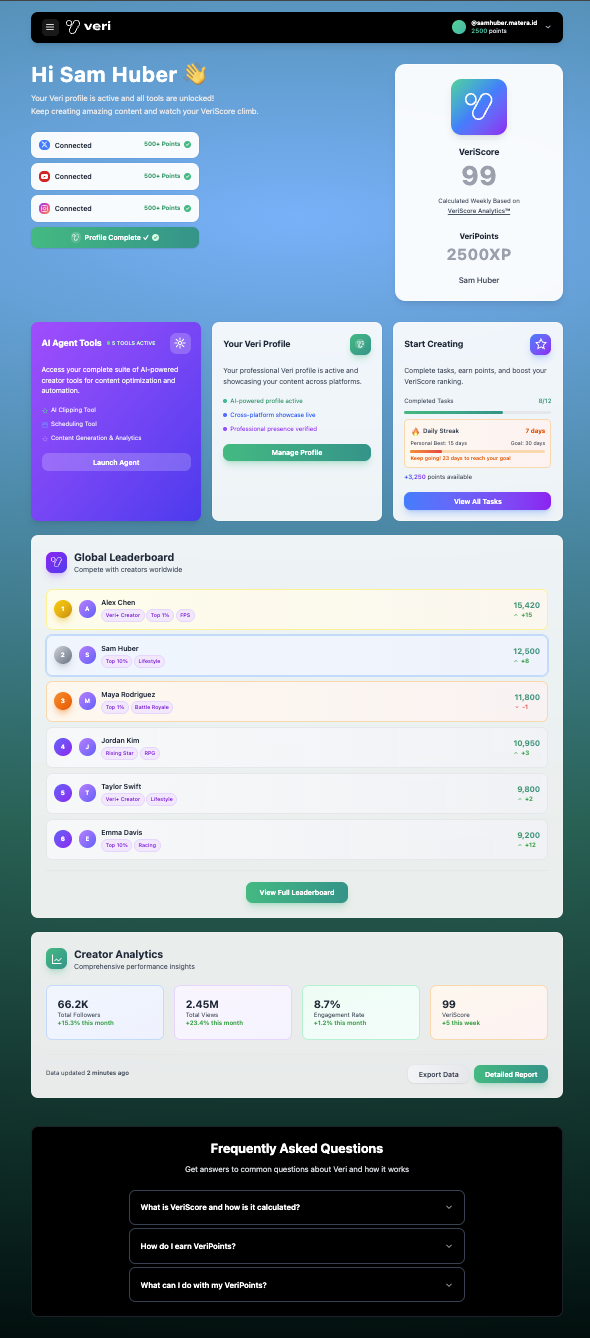 veri
@samhuber.matera.id
2500 points
Hi Sam Huber 👋
Your Veri profile is active and all tools are unlocked!
Keep creating amazing content and watch your VeriScore climb.
Connected
500+ Points
Connected
500+ Points
Connected
500+ Points
Profile Complete ✓
VeriScore
99
Calculated Weekly Based on
VeriScore Analytics™
VeriPoints
2500XP
Sam Huber
AI Agent Tools
5 TOOLS ACTIVE
Access your complete suite of AI-powered
creator tools for content optimization and
automation.
AI Clipping Tool
Scheduling Tool
Content Generation & Analytics
Launch Agent
Your Veri Profile
Your professional Veri profile is active and
showcasing your content across platforms.
AI-powered profile active
Cross-platform showcase live
Professional presence verified
Manage Profile
Start Creating
Complete tasks, earn points, and boost your
VeriScore ranking.
Completed Tasks
8/12
🔥 Daily Streak
7 days
Personal Best: 15 days
Goal: 30 days
Keep going! 23 days to reach your goal
+3,250 points available
View All Tasks
Global Leaderboard
Compete with creators worldwide
1
A
Alex Chen
Veri+ Creator
Top 1%
FPS
15,420
+15
2
S
Sam Huber
Top 10%
Lifestyle
12,500
+8
3
M
Maya Rodriguez
Top 1%
Battle Royale
11,800
-1
4
J
Jordan Kim
Rising Star
RPG
10,950
+3
5
T
Taylor Swift
Veri+ Creator
Lifestyle
9,800
+2
6
E
Emma Davis
Top 10%
Racing
9,200
+12
View Full Leaderboard
Creator Analytics
Comprehensive performance insights
66.2K
Total Followers
+15.3% this month
2.45M
Total Views
+23.4% this month
8.7%
Engagement Rate
+1.2% this month
99
VeriScore
+5 this week
Data updated 2 minutes ago
Export Data
Detailed Report
Frequently Asked Questions
Get answers to common questions about Veri and how it works
What is VeriScore and how is it calculated?
How do I earn VeriPoints?
What can I do with my VeriPoints?